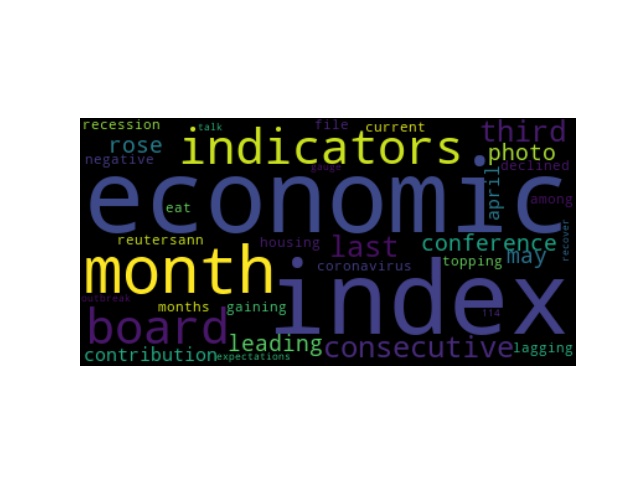 recession talk file current third
rose indicators photo
negative gauge declined
economic april among
eat
reutersann housing last conference recover
month coronavirus topping may
outbreak index
months gaining 114
board leading consecutive
contribution expectations lagging